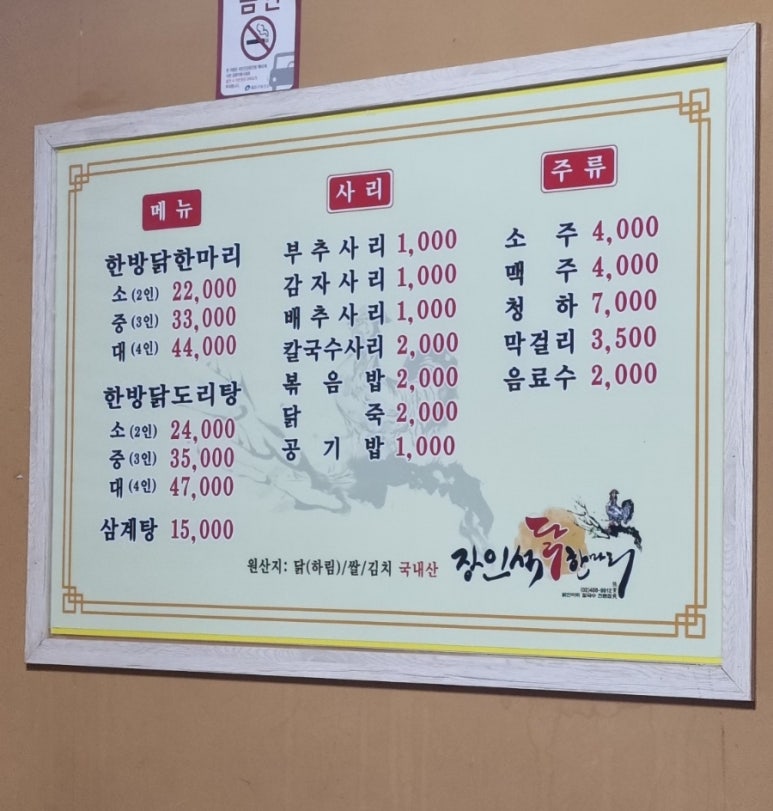 금연
메 뉴
한방닭한마리
소 (2인) 22,000
중 (3인) 33,000
대 (4인) 44,000
한방닭도리탕
소 (2인) 24,000
중 (3인) 35,000
대 (4인) 47,000
삼계탕 15,000
사 리
부추사리 1,000
감자사리 1,000
배추사리 1,000
칼국수사리 2,000
볶음밥 2,000
닭죽 2,000
공기밥 1,000
주 류
소주 4,000
맥주 4,000
청하 7,000
막걸리 3,500
음료수 2,000
원산지: 닭(하림)/쌀/김치 국내산
장인석닭한마리